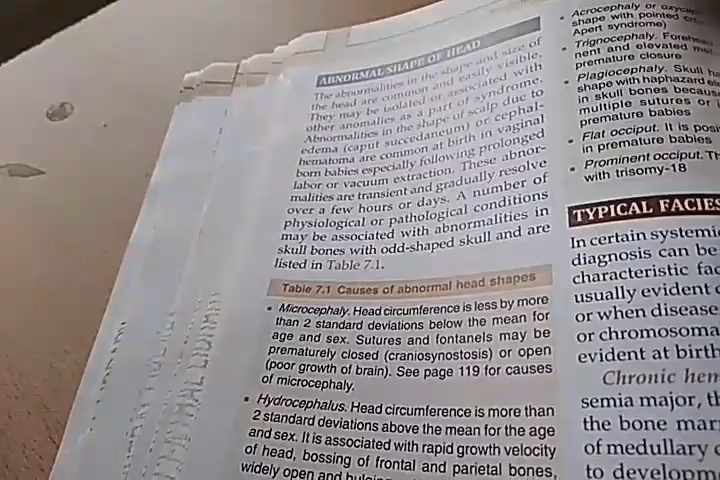 ABNORMAL SHAPE OF HEAD
The abnormalities in the shape and size of
the head are common and easily visible.
They may be isolated or associated with
other anomalies as a part of syndrome.
Abnormalities in the shape of scalp due to
edema (caput succedaneum) or cephal-
hematoma are common at birth in vaginal
born babies especially following prolonged
labor or vacuum extraction. These abnor-
malities are transient and gradually resolve
over a few hours or days. A number of
physiological or pathological conditions
may be associated with abnormalities in
skull bones with odd-shaped skull and are
listed in Table 7.1.
Table 7.1 Causes of abnormal head shapes
• Microcephaly. Head circumference is less by more
than 2 standard deviations below the mean for
age and sex. Sutures and fontanels may be
prematurely closed (craniosynostosis) or open
(poor growth of brain). See page 119 for causes
of microcephaly.
• Hydrocephalus. Head circumference is more than
2 standard deviations above the mean for the age
and sex. It is associated with rapid growth velocity
of head, bossing of frontal and parietal bones,
widely open and
• Acrocephaly or
shape with pointed
Apert syndrome)
• Trignocephaly.
nent and elevated
premature closure
• Plagiocephaly. Skull
shape with haphazard
in skull bones
multiple sutures or
premature babies
• Flat occiput. It is
in premature babies
• Prominent occiput.
with trisomy-18
TYPICAL FACIES
In certain
diagnosis can be
characteristic
usually evident
or when disease
or
evident at birth
Chronic
semia major,
the bone
of medullary
to